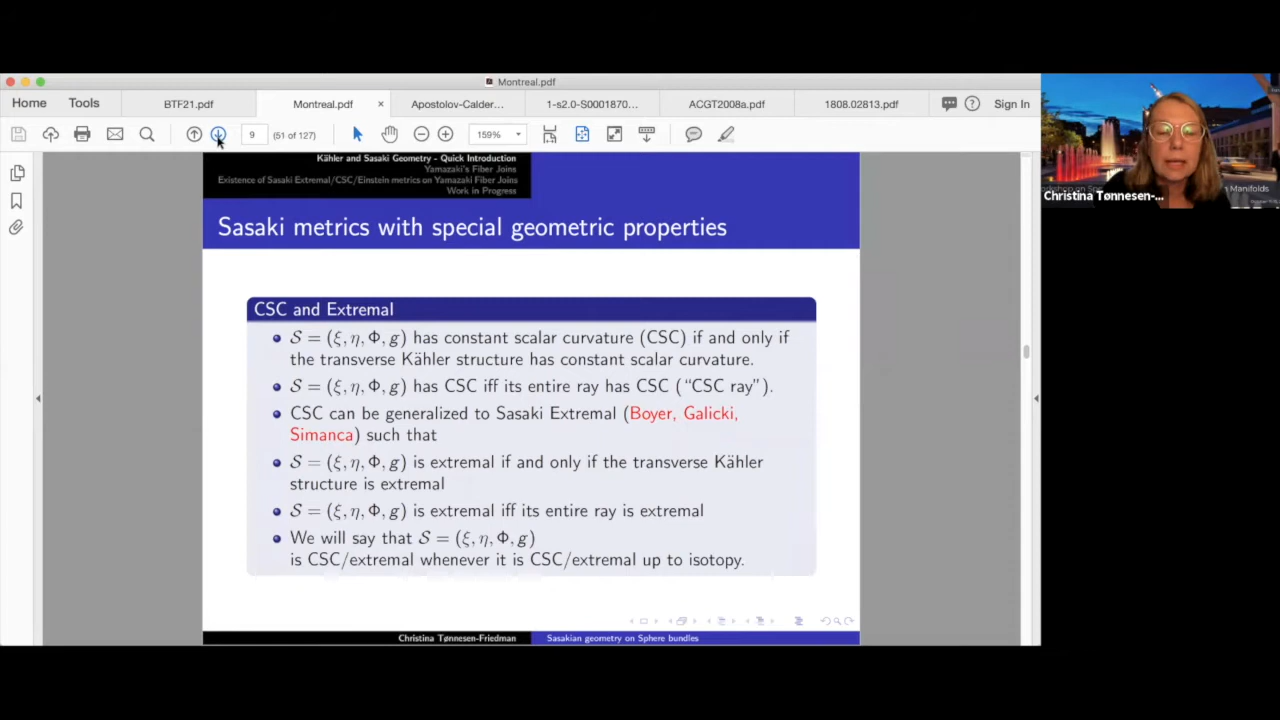 Montreal.pdf
Home Tools BTF21.pdf Montreal.pdf × Apostolov-Calder... 1-s2.0-S0001870... ACGT2008a.pdf 1808.02813.pdf Sign In
9 (51 of 127) 159%
Kähler and Sasaki Geometry - Quick Introduction
Yamazaki's Fiber Joins
Existence of Sasaki Extremal/CSC/Einstein metrics on Yamazaki Fiber Joins
Work in Progress
Sasaki metrics with special geometric properties
CSC and Extremal
S = (ξ, η, Φ, g) has constant scalar curvature (CSC) if and only if
the transverse Kähler structure has constant scalar curvature.
S = (ξ, η, Φ, g) has CSC iff its entire ray has CSC (“CSC ray”).
CSC can be generalized to Sasaki Extremal (Boyer, Galicki,
Simanca) such that
S = (ξ, η, Φ, g) is extremal if and only if the transverse Kähler
structure is extremal
S = (ξ, η, Φ, g) is extremal iff its entire ray is extremal
We will say that S = (ξ, η, Φ, g)
is CSC/extremal whenever it is CSC/extremal up to isotopy.
Christina Tønnesen-Friedman Sasakian geometry on Sphere bundles
Manifolds
Christina Tønnesen-...